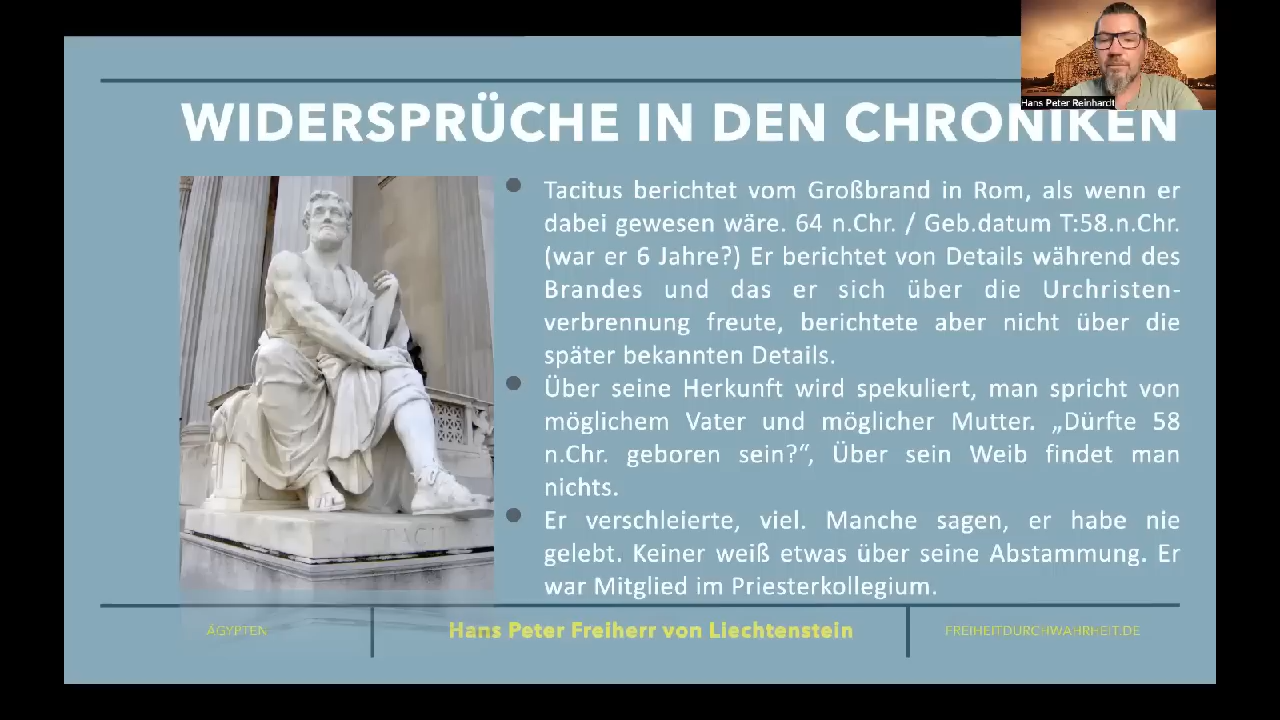 Hans Peter Reinhardt
WIDERSPRÜCHE IN DEN CHRONIKEN
Tacitus berichtet vom Großbrand in Rom, als wenn er
dabei gewesen wäre. 64 n.Chr. / Geb.datum T:58.n.Chr.
(war er 6 Jahre?) Er berichtet von Details während des
Brandes und das er sich über die Urchristen-
verbrennung freute, berichtete aber nicht über die
später bekannten Details.
Über seine Herkunft wird spekuliert, man spricht von
möglichem Vater und möglicher Mutter. „Dürfte 58
n.Chr. geboren sein?“, Über sein Weib findet man
nichts.
Er verschleierte, viel. Manche sagen, er habe nie
gelebt. Keiner weiß etwas über seine Abstammung. Er
war Mitglied im Priesterkollegium.
TACIT
ÄGYPTEN
Hans Peter Freiherr von Liechtenstein
FREIHEITDURCHWAHRHEIT.DE